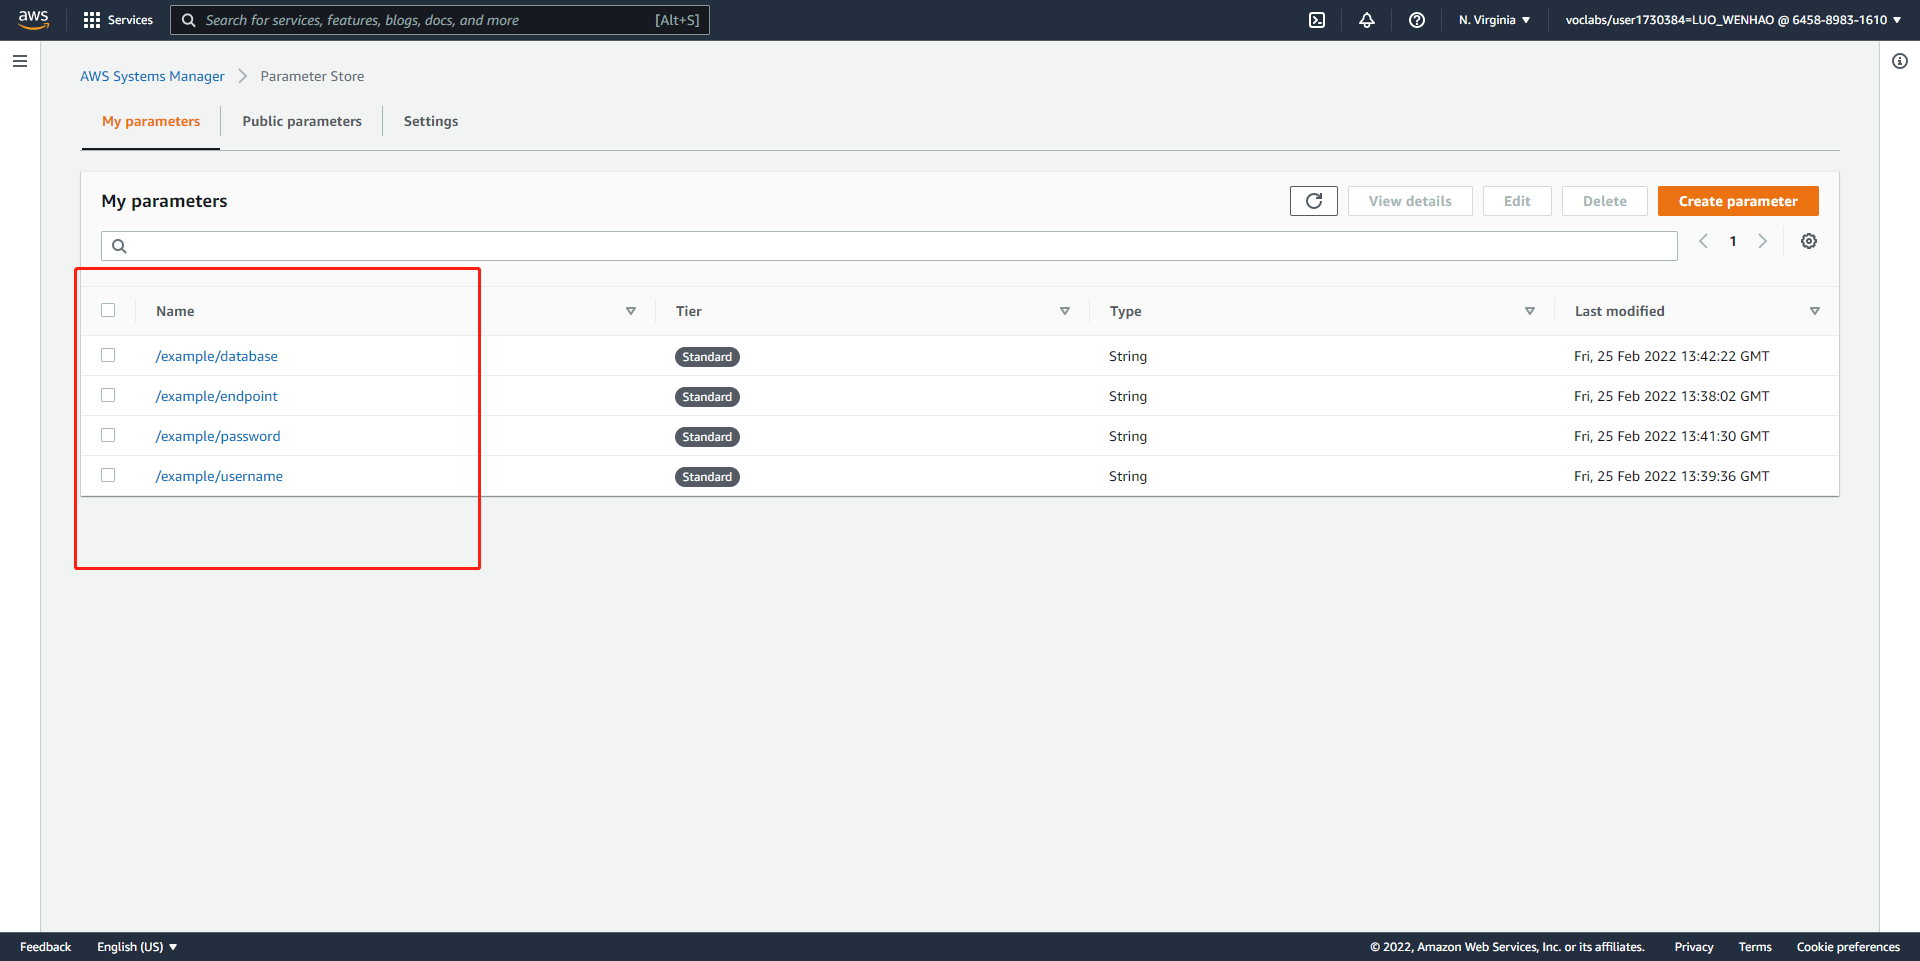 aws Services Search for services, features, blogs, docs, and more [Alt+S] N. Virginia voclabs/user1730384=LUO_WENHAO @ 6458-8983-1610
AWS Systems Manager Parameter Store
My parameters Public parameters Settings
My parameters View details Edit Delete Create parameter
1
Name Tier Type Last modified
/example/database Standard String Fri, 25 Feb 2022 13:42:22 GMT
/example/endpoint Standard String Fri, 25 Feb 2022 13:38:02 GMT
/example/password Standard String Fri, 25 Feb 2022 13:41:30 GMT
/example/username Standard String Fri, 25 Feb 2022 13:39:36 GMT
Feedback English (US) © 2022, Amazon Web Services, Inc. or its affiliates. Privacy Terms Cookie preferences